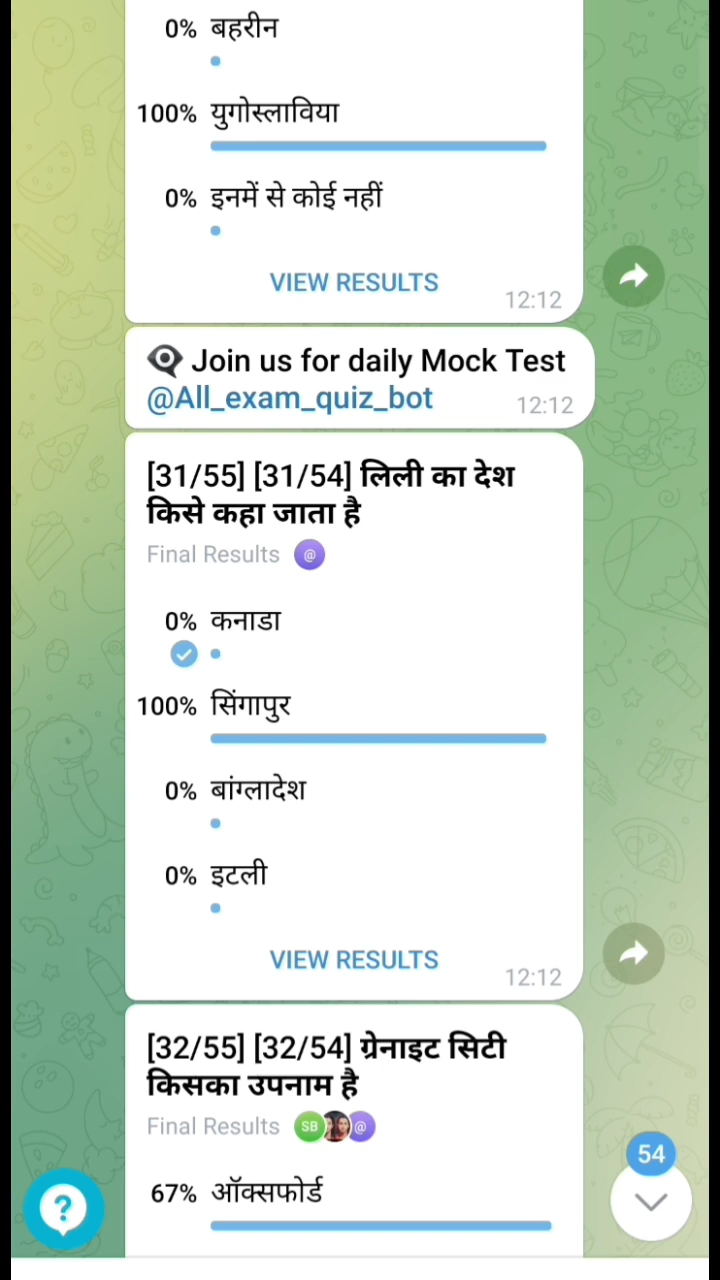 0% बहरीन
100% युगोस्लाविया
0% इनमें से कोई नहीं
VIEW RESULTS
12:12
Join us for daily Mock Test
@All_exam_quiz_bot
12:12
[31/55] [31/54] लिली का देश
किसे कहा जाता है
Final Results @
0% कनाडा
100% सिंगापुर
0% बांग्लादेश
0% इटली
VIEW RESULTS
12:12
[32/55] [32/54] ग्रेनाइट सिटी
किसका उपनाम है
Final Results SB @
54
67% ऑक्सफोर्ड
?